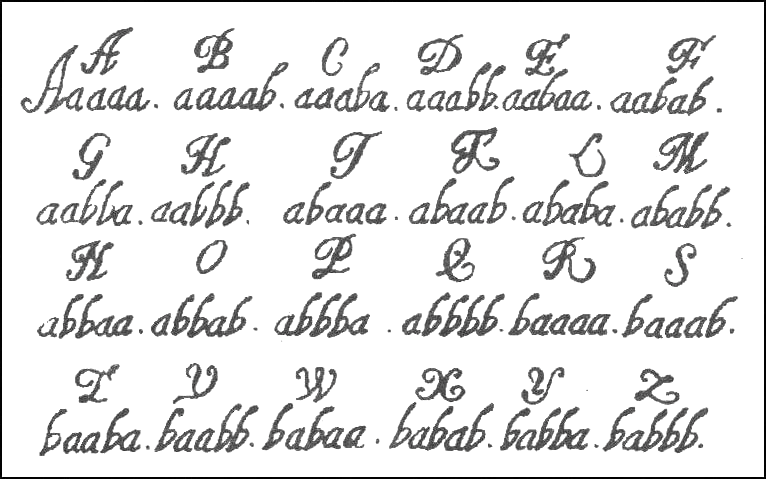 A B C D E F
Aaaaa. aaaab. aaaba. aaabb. aabaa. aabab.
G H I K L M
aabba. aabbb. abaaa. abaab. ababa. ababb.
N O P Q R S
abbaa. abbab. abbba. abbbb. baaaa. baaab.
T V W X Y Z
baaba. baabb. babaa. babab. babba. babbb.